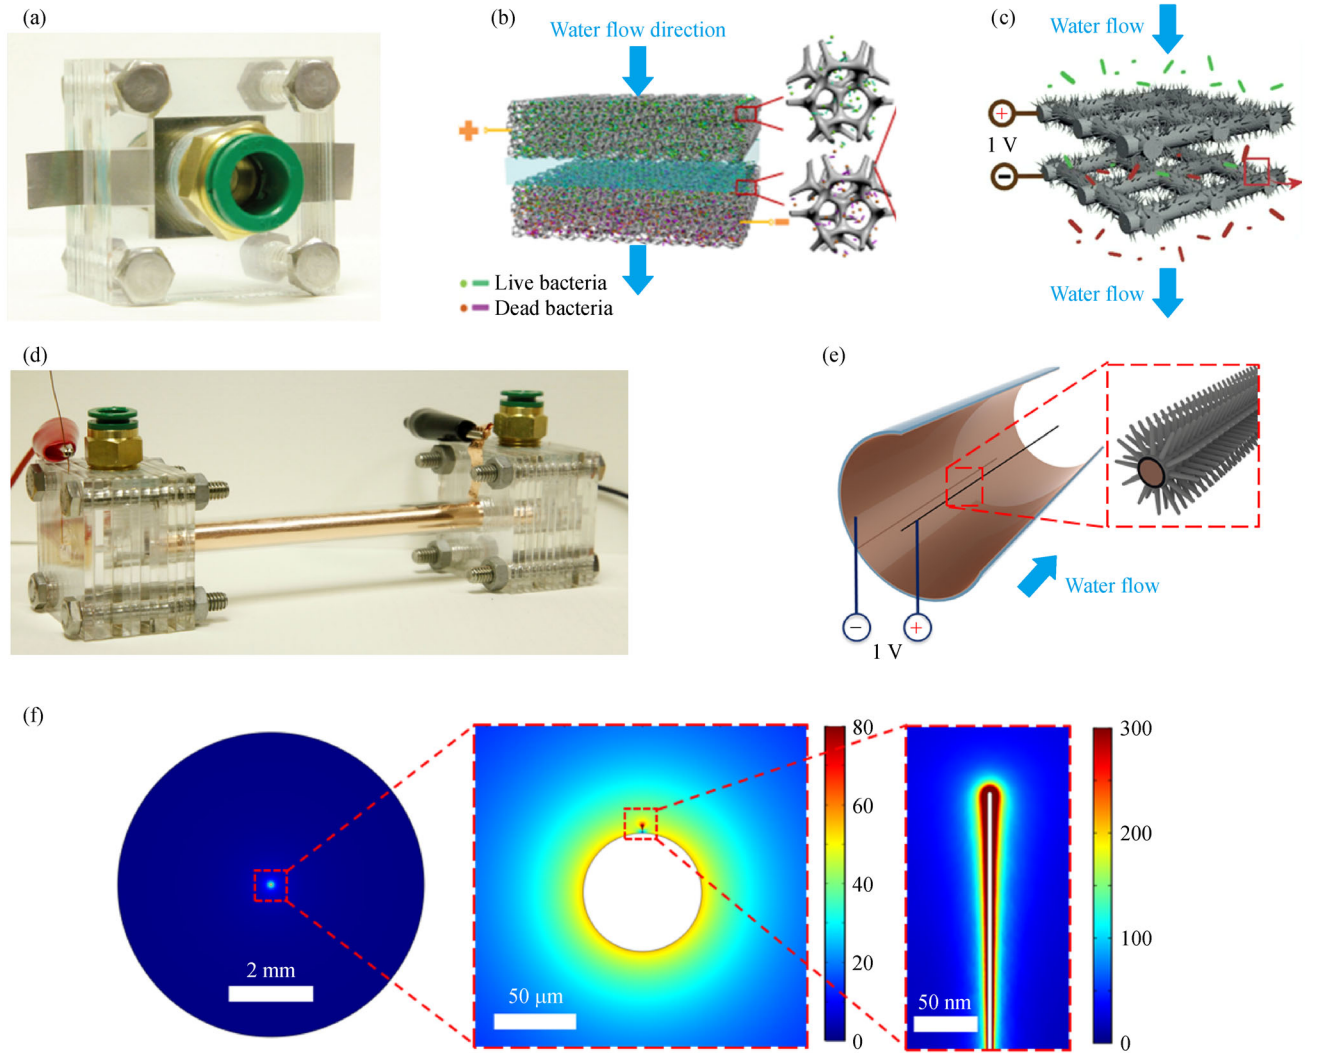 (a)
(b)
Water flow direction
Live bacteria
Dead bacteria
(c)
Water flow
+
1 V
−
Water flow
(d)
(e)
Water flow
−
+
1 V
(f)
2 mm
50 μm
80
60
40
20
0
50 nm
300
200
100
0